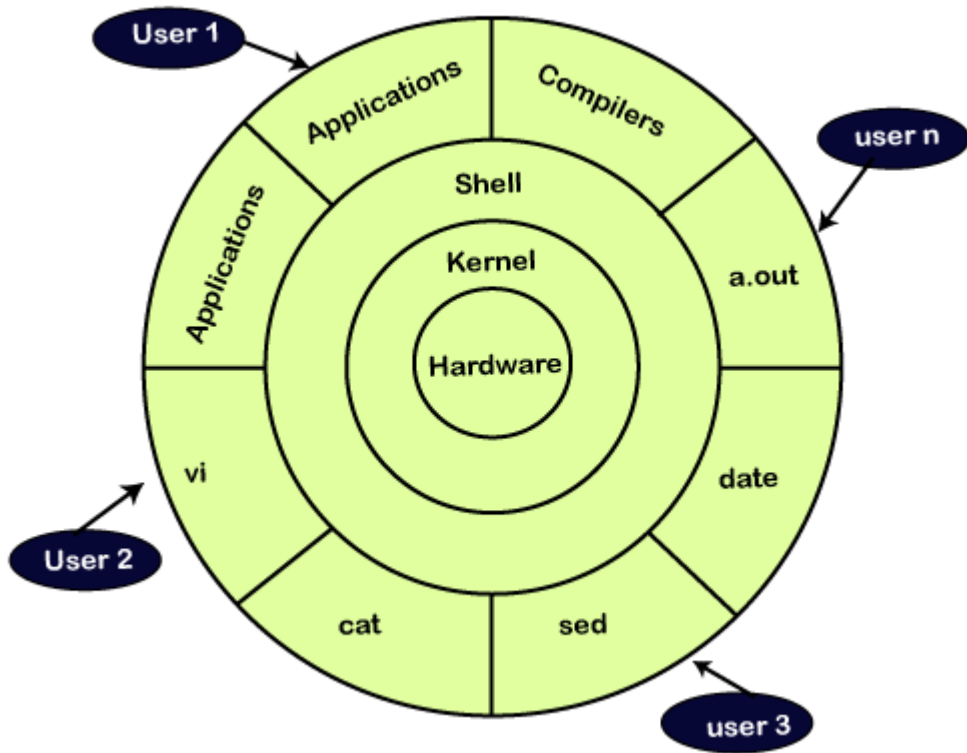 User 1
Applications
Compilers
user n
Shell
Applications
Kernel
a.out
Hardware
vi
date
User 2
cat
sed
user 3